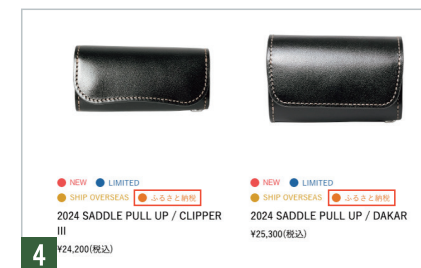 NEW LIMITED
SHIP OVERSEAS ふるさと納税
2024 SADDLE PULL UP / CLIPPER
III
¥24,200(税込)
NEW LIMITED
SHIP OVERSEAS ふるさと納税
2024 SADDLE PULL UP / DAKAR
¥25,300(税込)
4